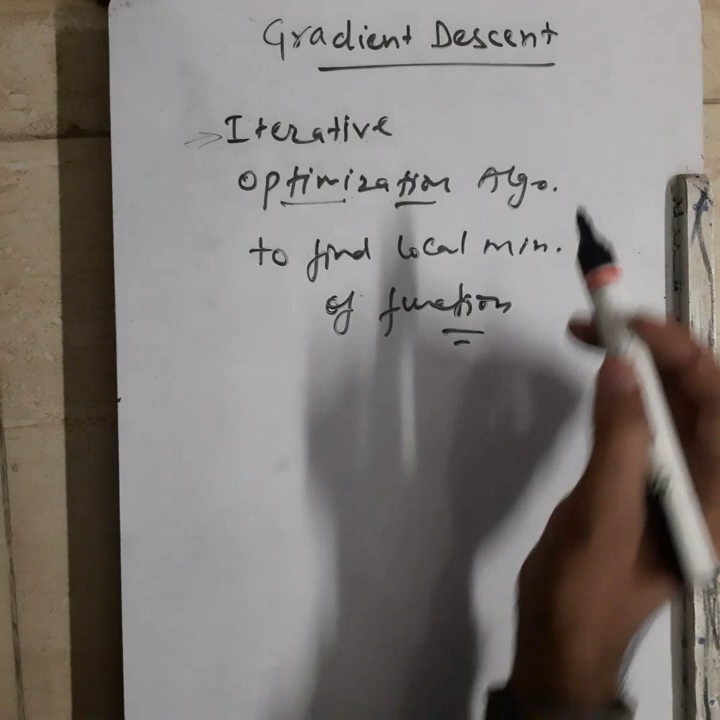 Gradient Descent
Iterative
Optimization Algo.
to find local min.
of function